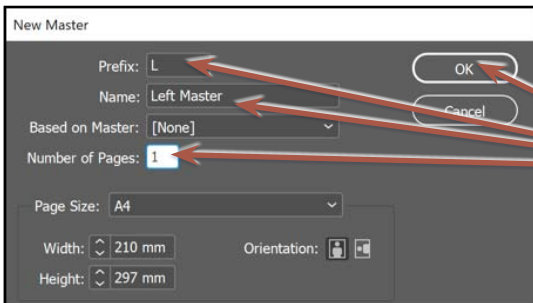 New Master
Prefix: L OK
Name: Left Master Cancel
Based on Master: [None]
Number of Pages: 1
Page Size: A4
Width: 210 mm Orientation:
Height: 297 mm